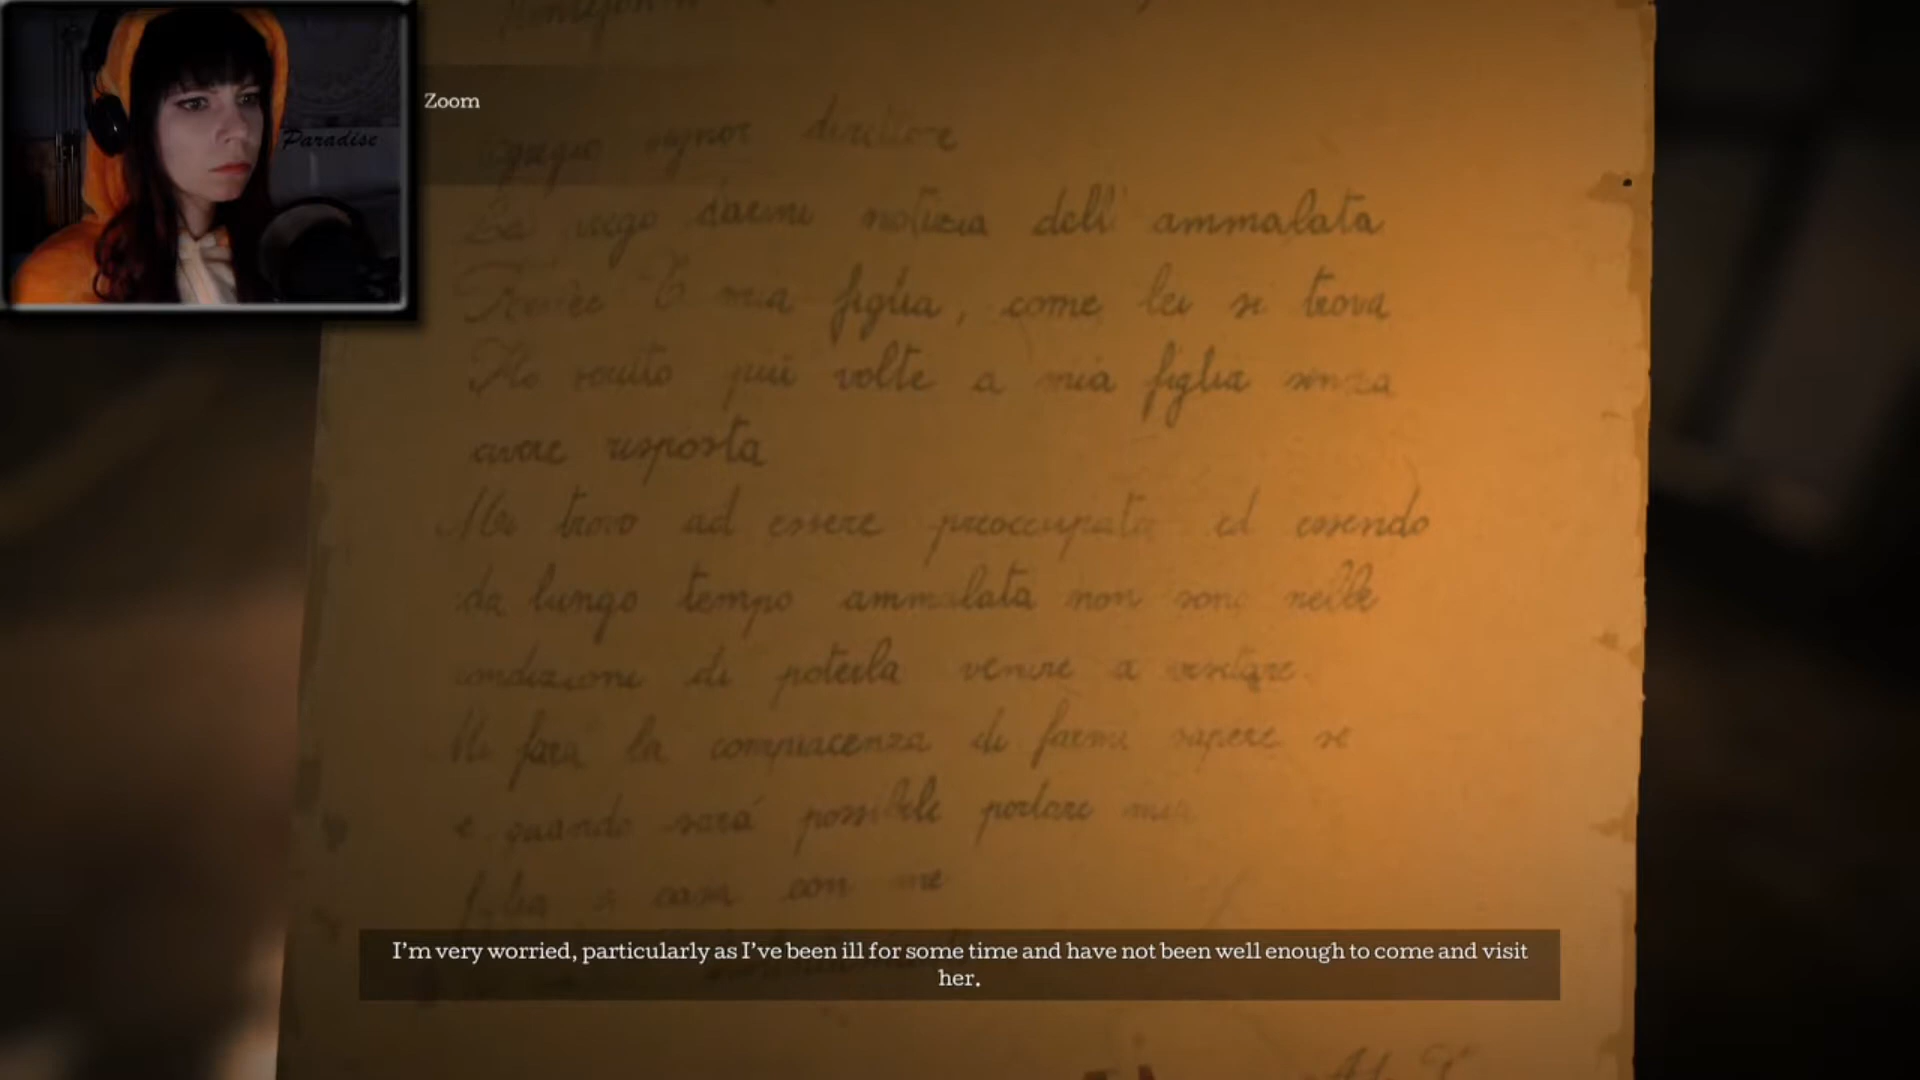 Paradise
Zoom
signor direttore
darmi notizia dell' ammalata
Renée È mia figlia, come lei si trova
Ho scritto più volte a mia figlia senza
avere risposta
Mi trovo ad essere preoccupata ed essendo
da lungo tempo ammalata non sono nelle
condizioni di poterla venire a visitare.
Mi farà la compiacenza di farmi sapere se
e quando sarà possibile portare mia
figlia a casa con me
I'm very worried, particularly as I've been ill for some time and have not been well enough to come and visit
her.